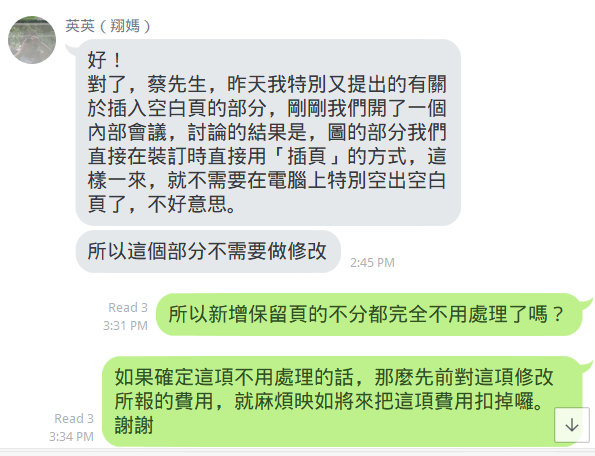 英英（翔媽）
好！
對了，蔡先生，昨天我特別又提出的有關
於插入空白頁的部分，剛剛我們開了一個
內部會議，討論的結果是，圖的部分我們
直接在裝訂時直接用「插頁」的方式，這
樣一來，就不需要在電腦上特別空出空白
頁了，不好意思。
所以這個部分不需要做修改
2:45 PM
Read 3
3:31 PM
所以新增保留頁的不分都完全不用處理了嗎？
如果確定這項不用處理的話，那麼先前對這項修改
所報的費用，就麻煩映如將來把這項費用扣掉囉。
謝謝
Read 3
3:34 PM